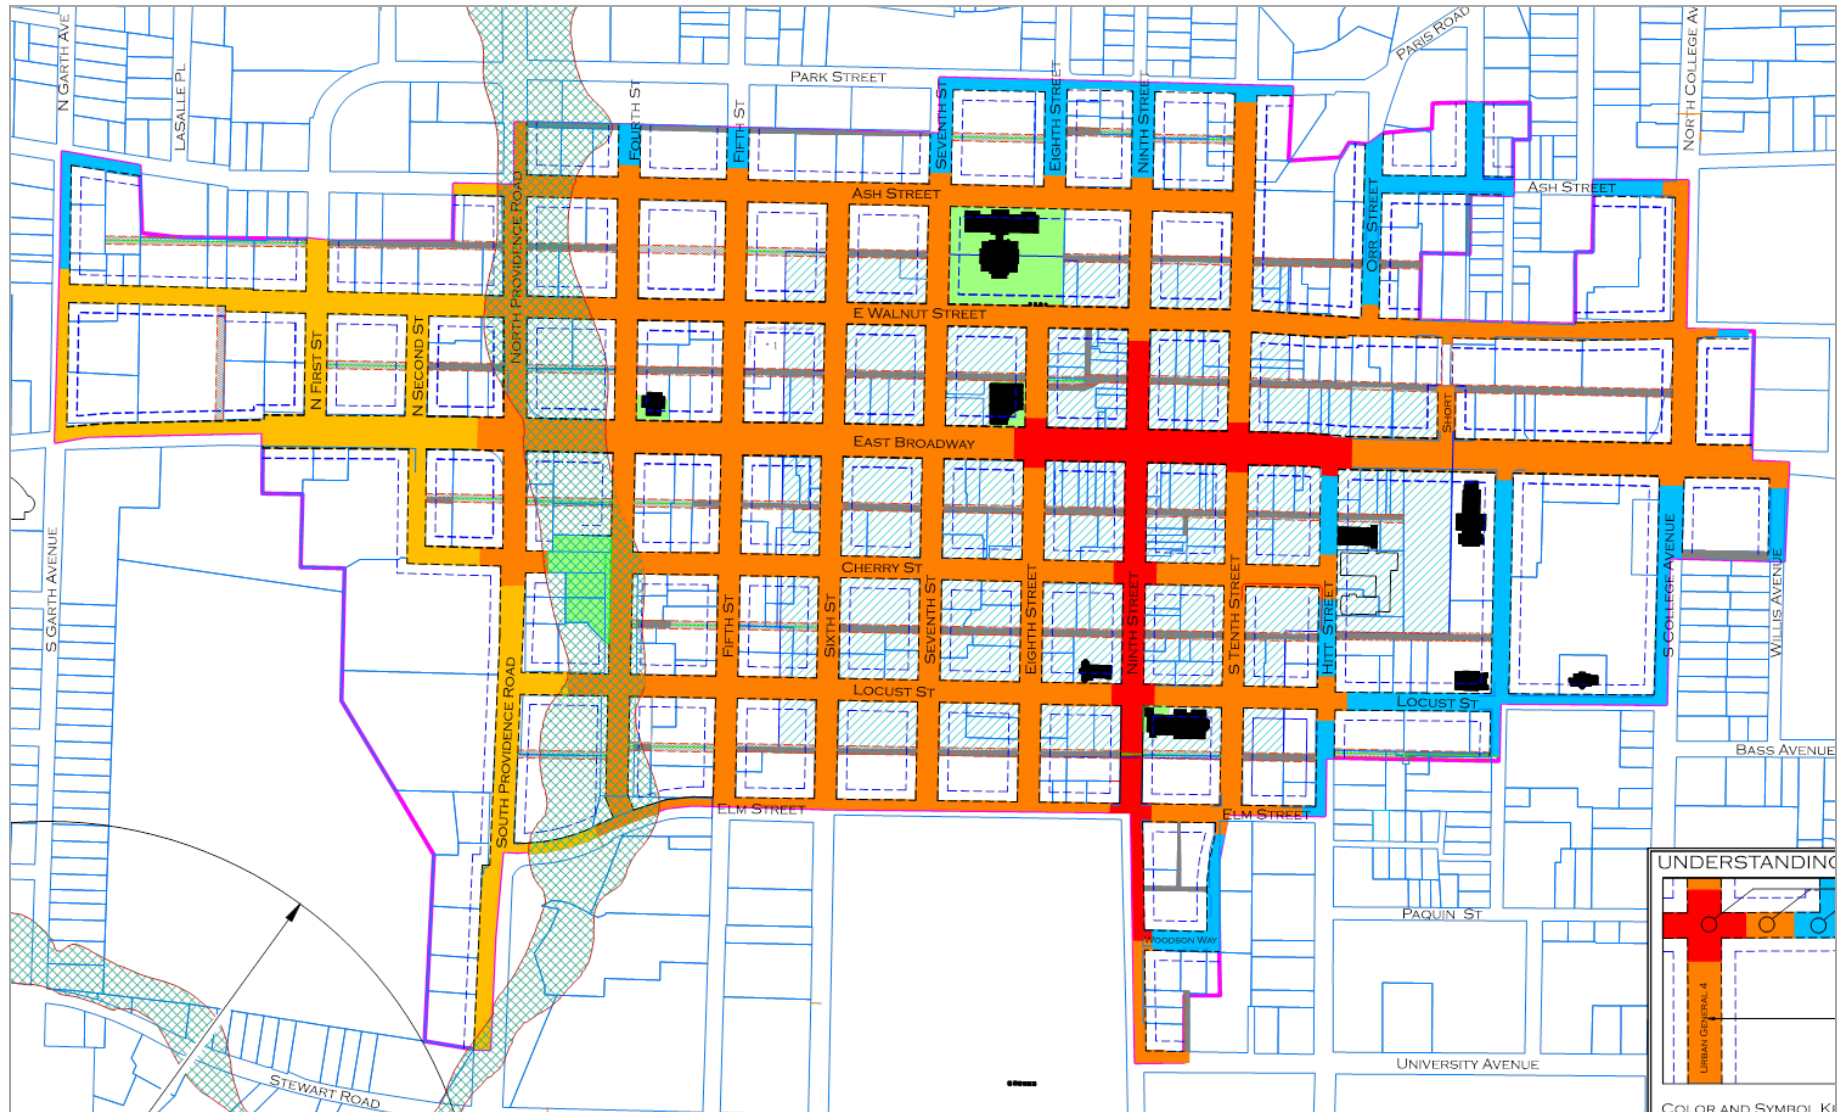 N GARTH AVE
LASALLE PL
PARK STREET
PARIS ROAD
NORTH COLLEGE AV
FOURTH ST
FIFTH ST
SEVENTH ST
EIGHTH STREET
NINTH STREET
NORTH PROVIDENCE ROAD
ASH STREET
ASH STREET
ORR STREET
E WALNUT STREET
N FIRST ST
N SECOND ST
SHORT
EAST BROADWAY
S GARTH AVENUE
CHERRY ST
FIFTH ST
SIXTH ST
SEVENTH ST
EIGHTH STREET
NINTH STREET
S TENTH STREET
HITT STREET
S COLLEGE AVENUE
WILLIS AVENUE
SOUTH PROVIDENCE ROAD
LOCUST ST
LOCUST ST
BASS AVENUE
ELM STREET
ELM STREET
UNDERSTANDING
PAQUIN ST
WOODSON WAY
URBAN GENERAL 4
UNIVERSITY AVENUE
STEWART ROAD
COLOR AND SYMBOL